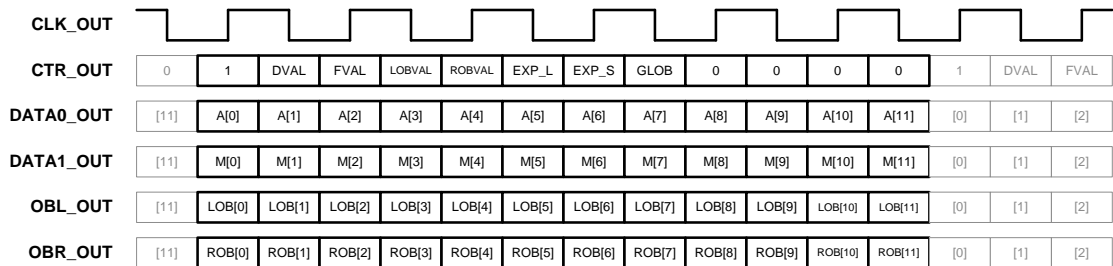 CLK_OUT
CTR_OUT 0 1 DVAL FVAL LOBVAL ROBVAL EXP_L EXP_S GLOB 0 0 0 0 1 DVAL FVAL
DATA0_OUT [11] A[0] A[1] A[2] A[3] A[4] A[5] A[6] A[7] A[8] A[9] A[10] A[11] [0] [1] [2]
DATA1_OUT [11] M[0] M[1] M[2] M[3] M[4] M[5] M[6] M[7] M[8] M[9] M[10] M[11] [0] [1] [2]
OBL_OUT [11] LOB[0] LOB[1] LOB[2] LOB[3] LOB[4] LOB[5] LOB[6] LOB[7] LOB[8] LOB[9] LOB[10] LOB[11] [0] [1] [2]
OBR_OUT [11] ROB[0] ROB[1] ROB[2] ROB[3] ROB[4] ROB[5] ROB[6] ROB[7] ROB[8] ROB[9] ROB[10] ROB[11] [0] [1] [2]